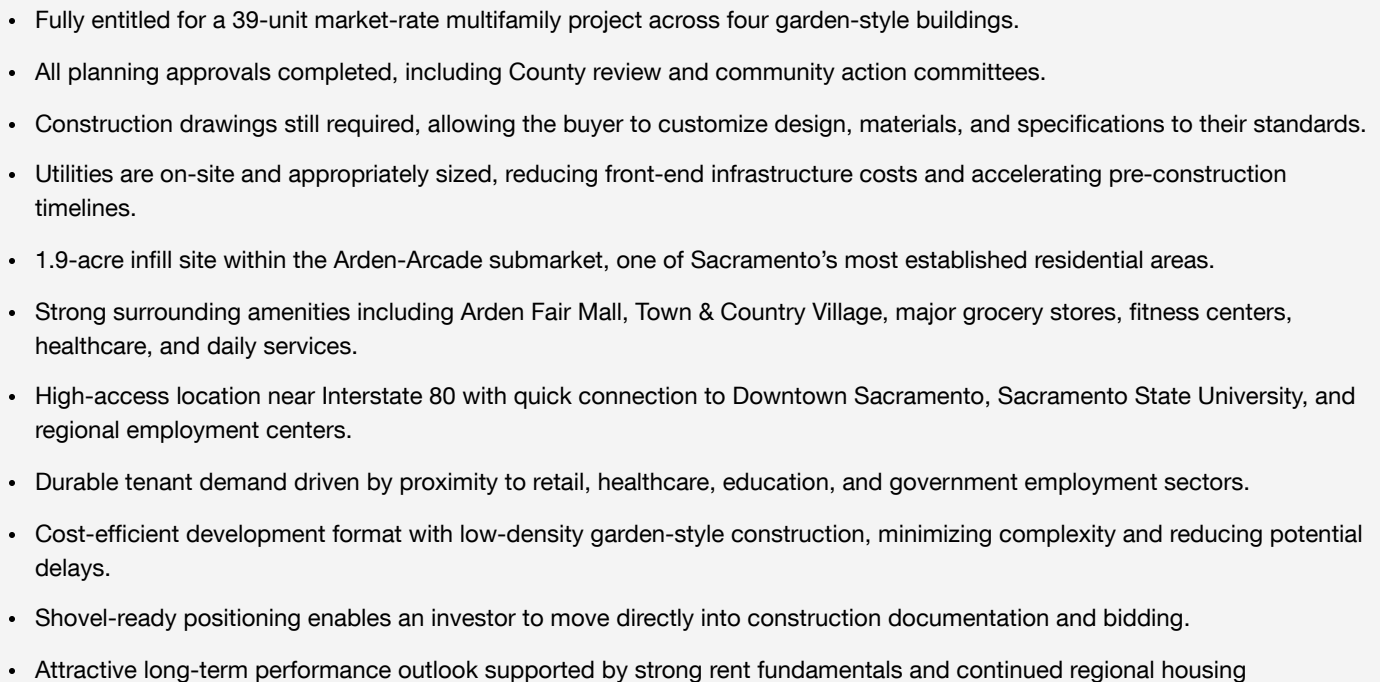 • Fully entitled for a 39-unit market-rate multifamily project across four garden-style buildings.
• All planning approvals completed, including County review and community action committees.
• Construction drawings still required, allowing the buyer to customize design, materials, and specifications to their standards.
• Utilities are on-site and appropriately sized, reducing front-end infrastructure costs and accelerating pre-construction
timelines.
• 1.9-acre infill site within the Arden-Arcade submarket, one of Sacramento’s most established residential areas.
• Strong surrounding amenities including Arden Fair Mall, Town & Country Village, major grocery stores, fitness centers,
healthcare, and daily services.
• High-access location near Interstate 80 with quick connection to Downtown Sacramento, Sacramento State University, and
regional employment centers.
• Durable tenant demand driven by proximity to retail, healthcare, education, and government employment sectors.
• Cost-efficient development format with low-density garden-style construction, minimizing complexity and reducing potential
delays.
• Shovel-ready positioning enables an investor to move directly into construction documentation and bidding.
• Attractive long-term performance outlook supported by strong rent fundamentals and continued regional housing